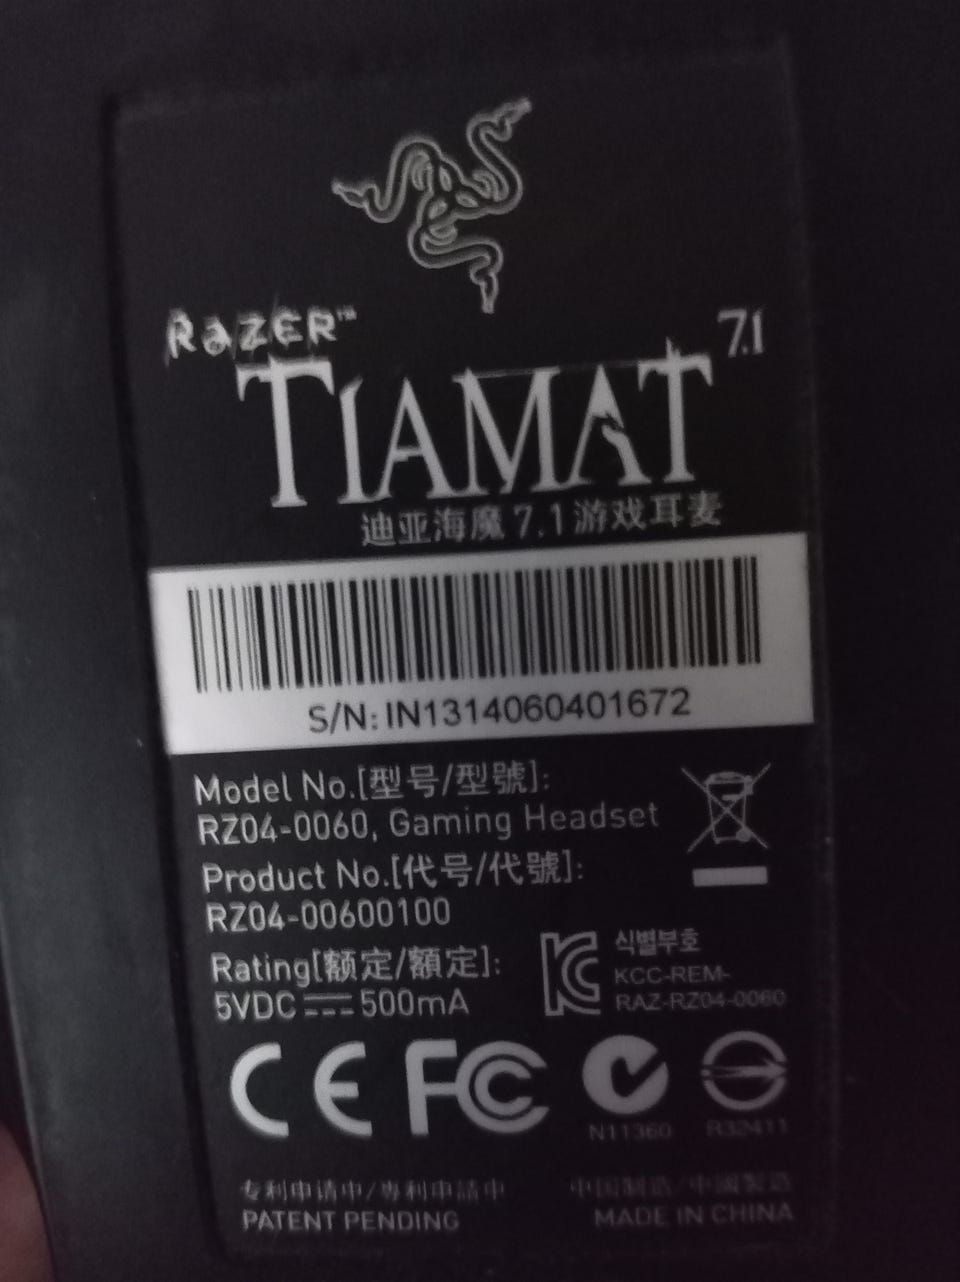 RAZER™
TIAMAT 7.1
迪亚海魔 7.1 游戏耳麦
S/N: IN1314060401672
Model No.[型号/型號]:
RZ04-0060, Gaming Headset
Product No.[代号/代號]:
RZ04-00600100
Rating[额定/額定]:
5VDC ⎓ 500mA
식별부호
KCC-REM-
RAZ-RZ04-0060
CE FC
N11360 R32411
专利申请中/專利申請中 中国制造/中國製造
PATENT PENDING MADE IN CHINA